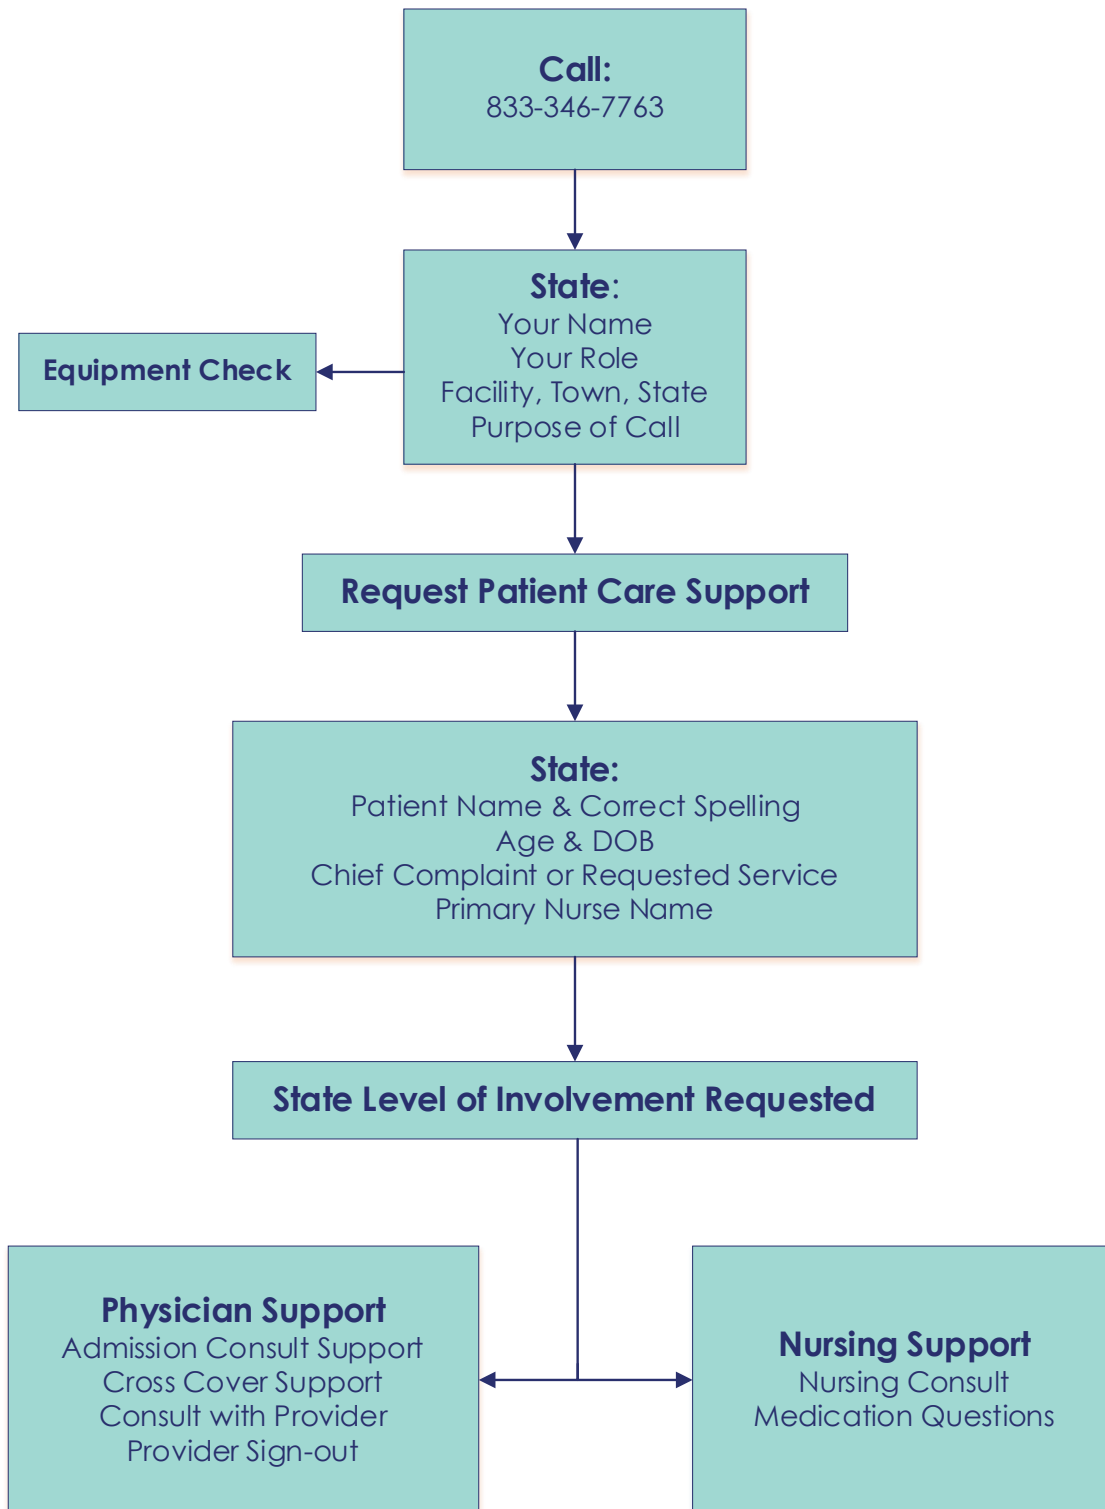 Call:
833-346-7763
State:
Your Name
Your Role
Facility, Town, State
Purpose of Call
Equipment Check
Request Patient Care Support
State:
Patient Name & Correct Spelling
Age & DOB
Chief Complaint or Requested Service
Primary Nurse Name
State Level of Involvement Requested
Physician Support
Admission Consult Support
Cross Cover Support
Consult with Provider
Provider Sign-out
Nursing Support
Nursing Consult
Medication Questions